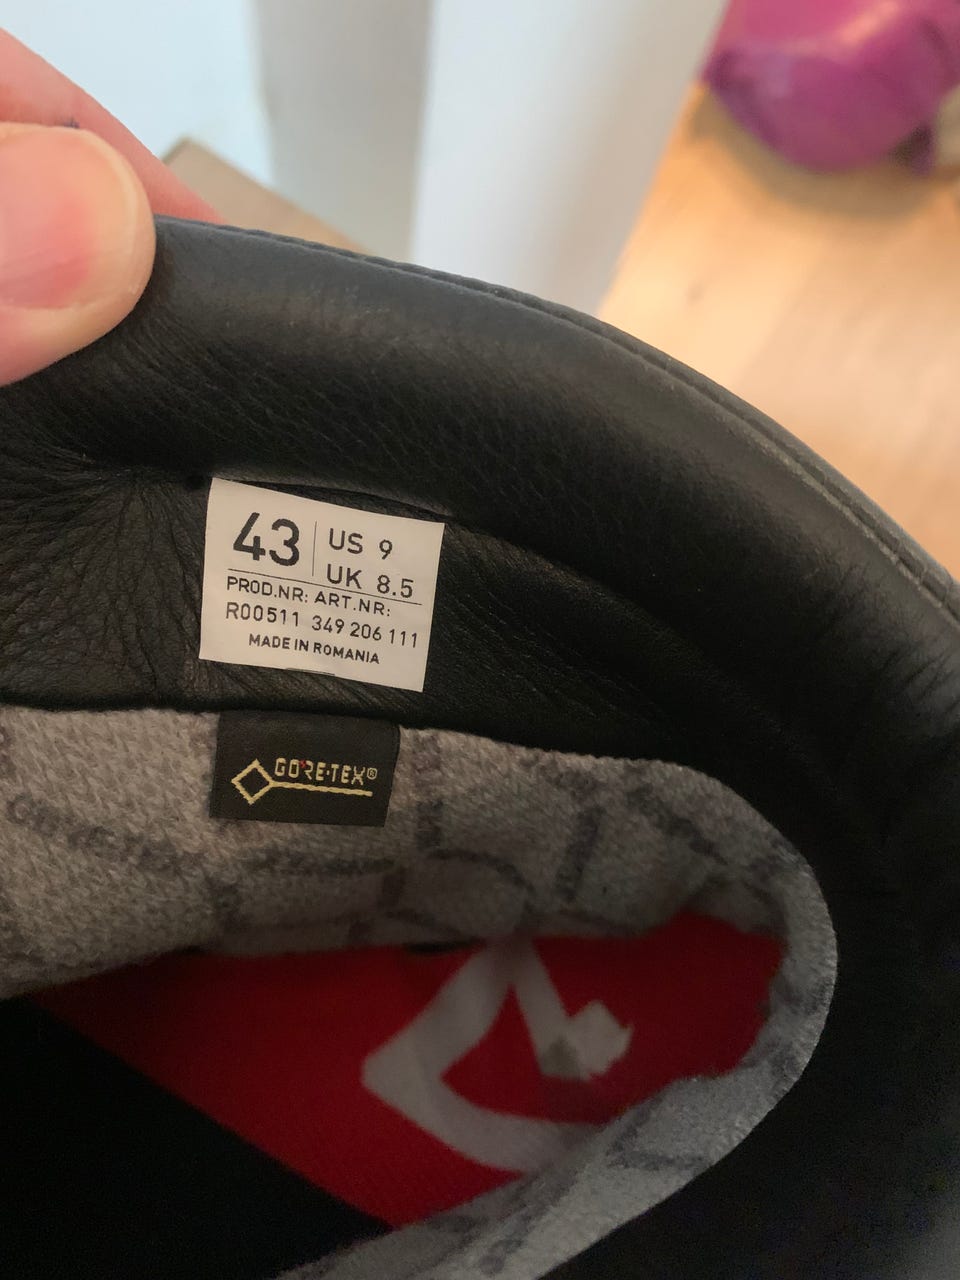 43
US 9
UK 8.5
PROD.NR: ART.NR:
R00511 349 206 111
MADE IN ROMANIA
GORE-TEX®